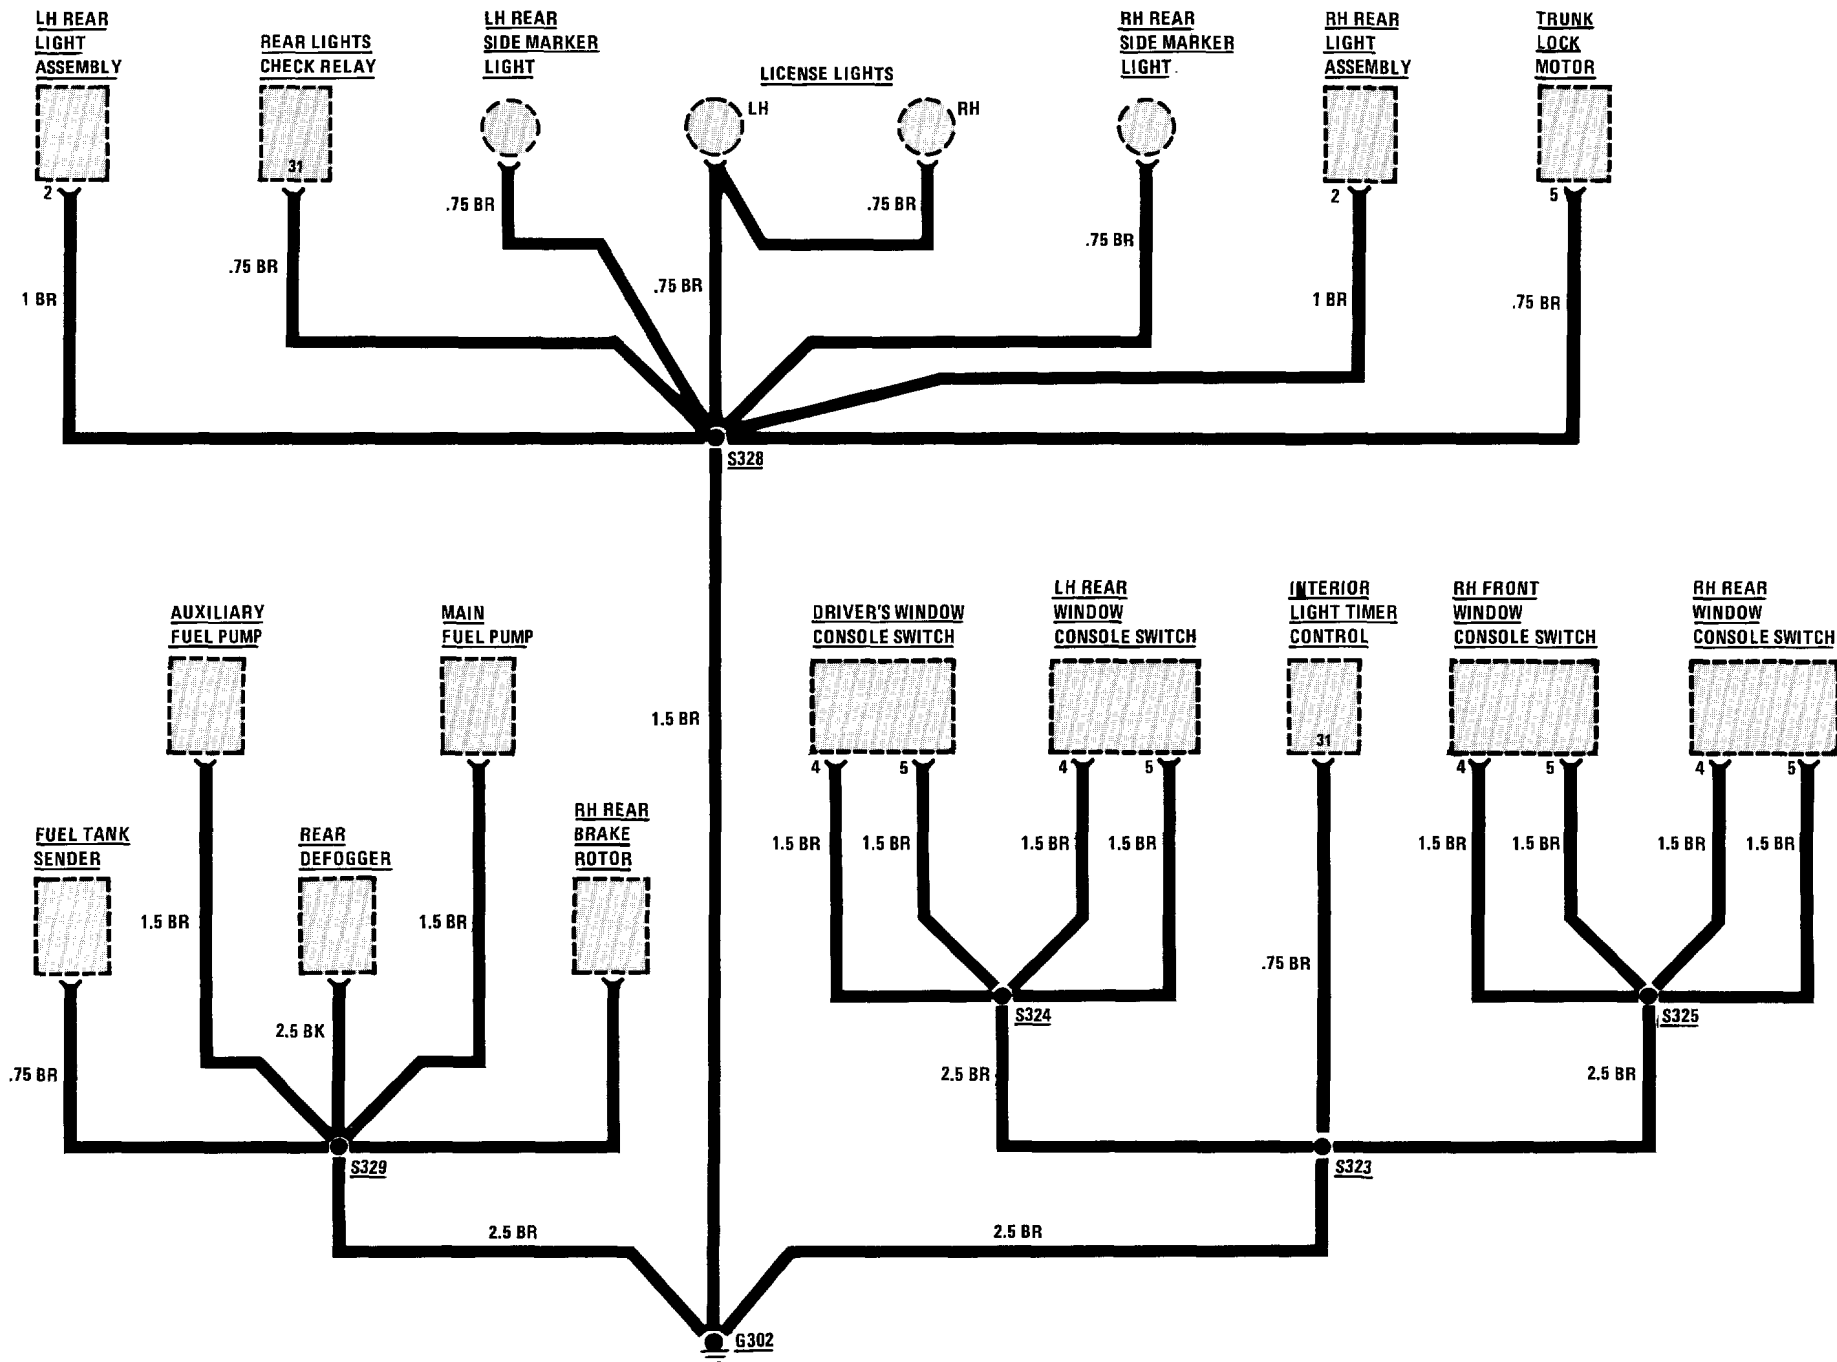 LH REAR
LIGHT
ASSEMBLY
REAR LIGHTS
CHECK RELAY
LH REAR
SIDE MARKER
LIGHT
LICENSE LIGHTS
RH REAR
SIDE MARKER
LIGHT
RH REAR
LIGHT
ASSEMBLY
TRUNK
LOCK
MOTOR
LH
RH
31
2
2
5
.75 BR
.75 BR
.75 BR
.75 BR
.75 BR
1 BR
1 BR
.75 BR
S328
AUXILIARY
FUEL PUMP
MAIN
FUEL PUMP
DRIVER'S WINDOW
CONSOLE SWITCH
LH REAR
WINDOW
CONSOLE SWITCH
INTERIOR
LIGHT TIMER
CONTROL
RH FRONT
WINDOW
CONSOLE SWITCH
RH REAR
WINDOW
CONSOLE SWITCH
1.5 BR
31
4
5
4
5
4
5
4
5
FUEL TANK
SENDER
REAR
DEFOGGER
RH REAR
BRAKE
ROTOR
1.5 BR
1.5 BR
1.5 BR
1.5 BR
1.5 BR
1.5 BR
1.5 BR
1.5 BR
1.5 BR
1.5 BR
.75 BR
2.5 BK
S324
S325
.75 BR
2.5 BR
2.5 BR
S329
S323
2.5 BR
2.5 BR
G302